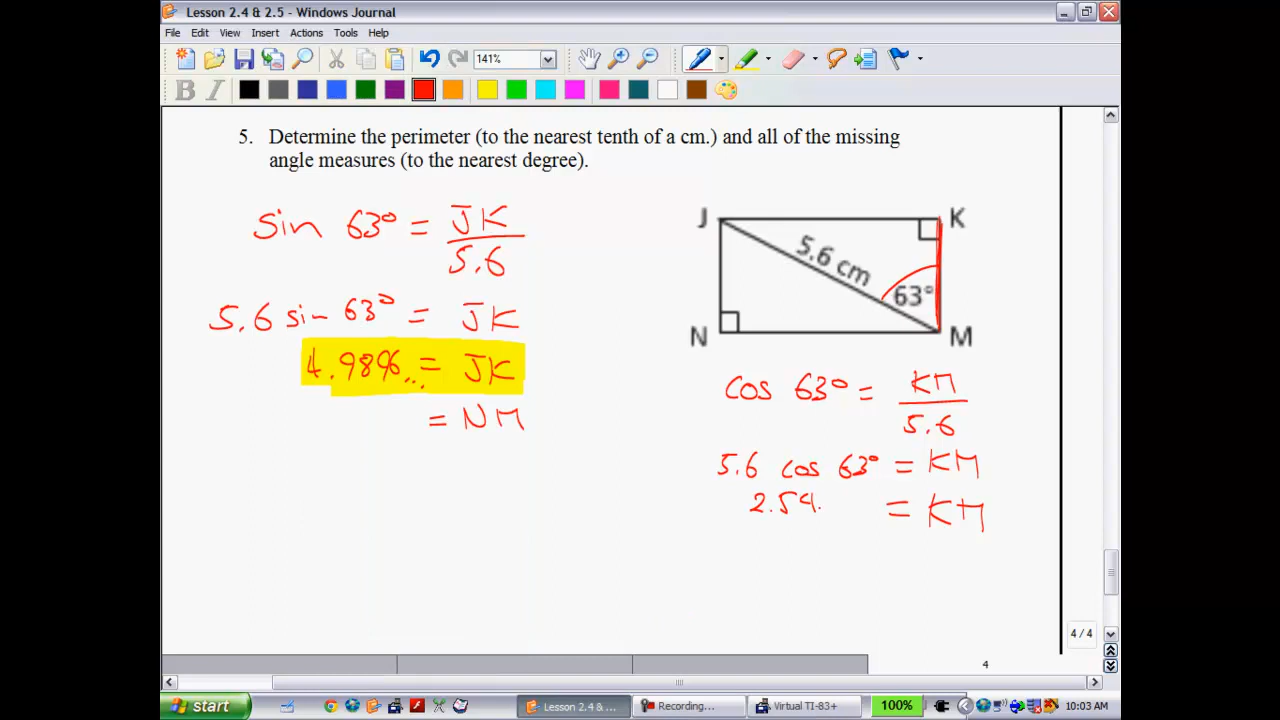 Lesson 2.4 & 2.5 - Windows Journal
File Edit View Insert Actions Tools Help
141%
B I
5. Determine the perimeter (to the nearest tenth of a cm.) and all of the missing
angle measures (to the nearest degree).
sin 63° = JK
5.6
5.6 sin 63° = JK
4.9896... = JK
= NM
J K
5.6 cm
63°
N M
cos 63° = KM
5.6
5.6 cos 63° = KM
2.54. = KM
4 / 4
4
start Lesson 2.4 & ... Recording... Virtual TI-83+ 100% 10:03 AM